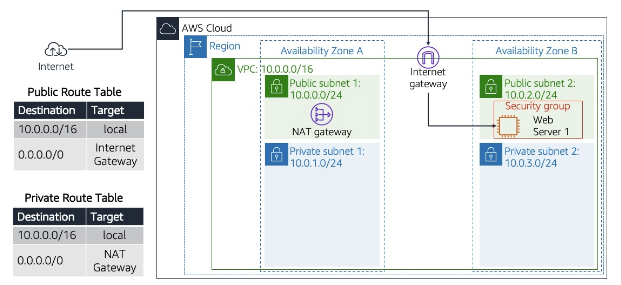 AWS Cloud
Region
Availability Zone A
Availability Zone B
Internet
Internet
gateway
VPC: 10.0.0.0/16
Public subnet 1:
10.0.0.0/24
NAT gateway
Public subnet 2:
10.0.2.0/24
Security group
Web
Server 1
Private subnet 1:
10.0.1.0/24
Private subnet 2:
10.0.3.0/24
Public Route Table
Destination Target
10.0.0.0/16 local
0.0.0.0/0 Internet
Gateway
Private Route Table
Destination Target
10.0.0.0/16 local
0.0.0.0/0 NAT
Gateway